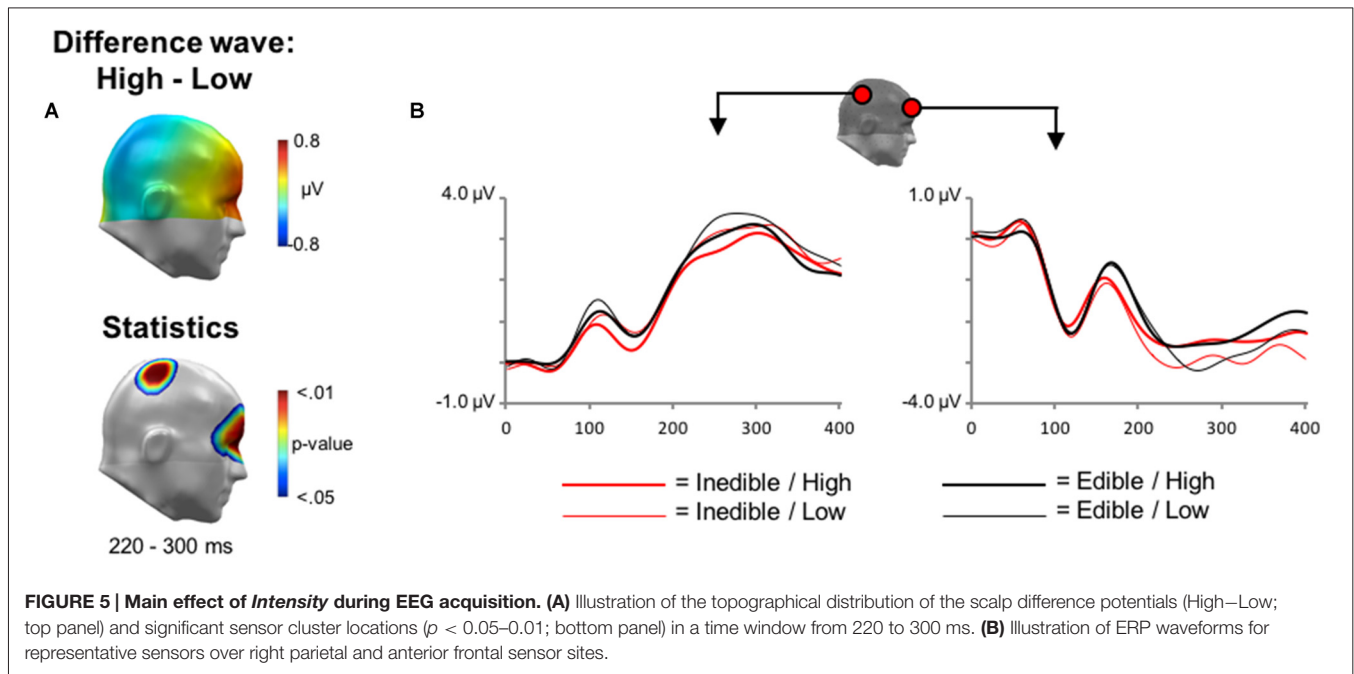 Difference wave:
High - Low
A
B
0.8
µV
-0.8
Statistics
<.01
p-value
<.05
220 - 300 ms
4.0 µV
-1.0 µV
0 100 200 300 400
1.0 µV
-4.0 µV
0 100 200 300 400
= Inedible / High
= Inedible / Low
= Edible / High
= Edible / Low
FIGURE 5 | Main effect of Intensity during EEG acquisition. (A) Illustration of the topographical distribution of the scalp difference potentials (High−Low;
top panel) and significant sensor cluster locations (p < 0.05–0.01; bottom panel) in a time window from 220 to 300 ms. (B) Illustration of ERP waveforms for
representative sensors over right parietal and anterior frontal sensor sites.